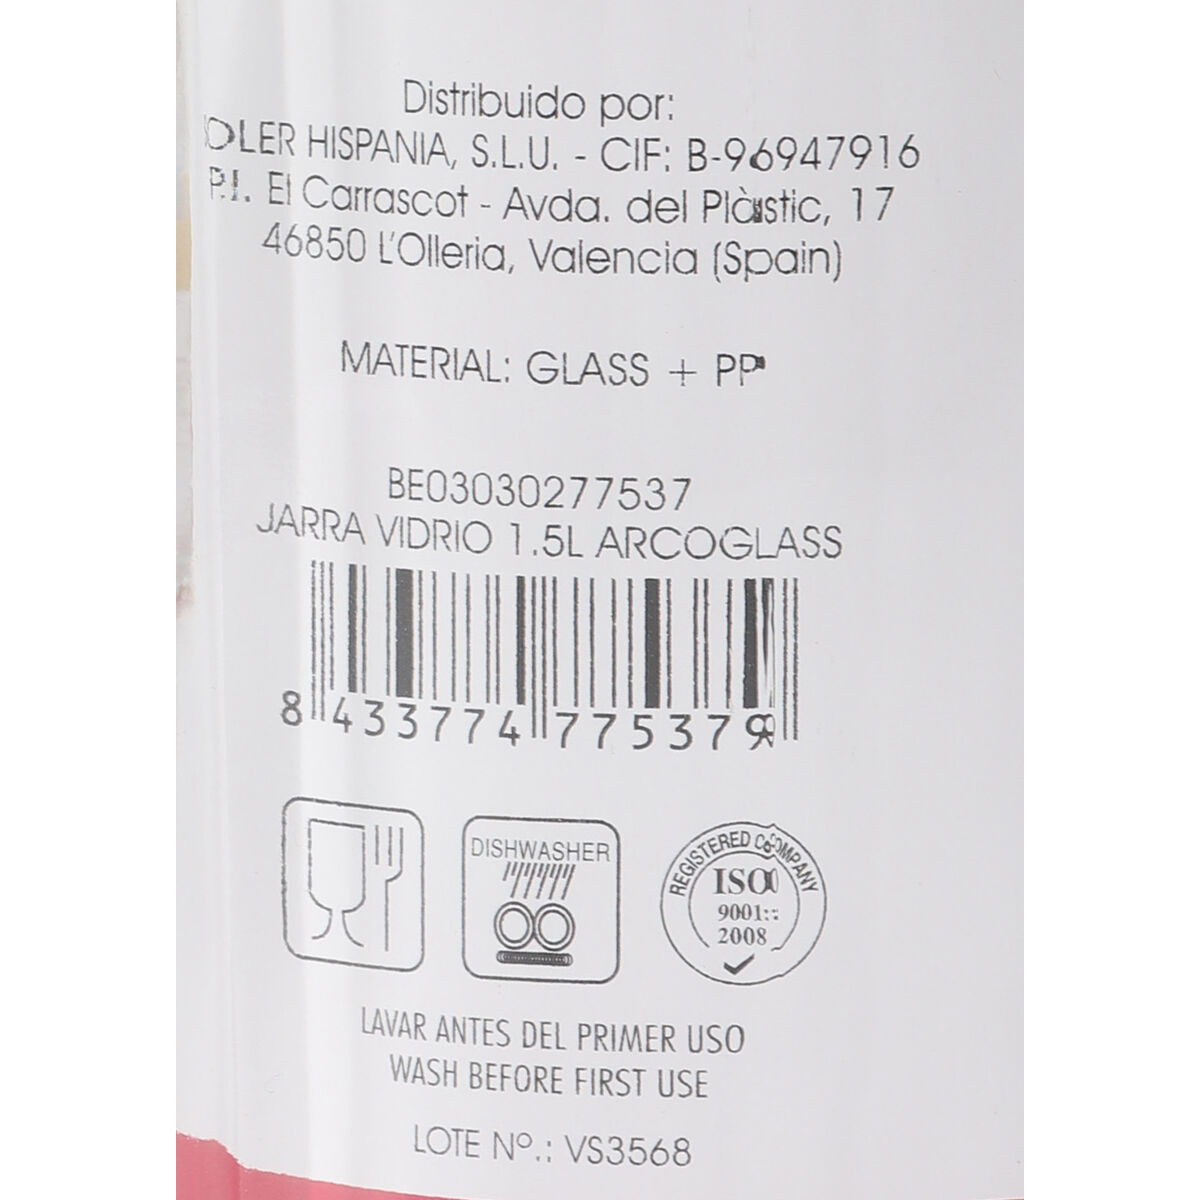 Distribuido por:
HISPANIA, S.L.U. - CIF: B-96947916
P.I. El Carrascot - Avda. del Plàstic, 17
46850 L'Olleria, Valencia (Spain)
MATERIAL: GLASS + PP
BE03030277537
JARRA VIDRIO 1.5L ARCOGLASS
8 433774 775379
DISHWASHER
REGISTERED COMPANY
ISO
9001::
2008
LAVAR ANTES DEL PRIMER USO
WASH BEFORE FIRST USE
LOTE Nº.: VS3568